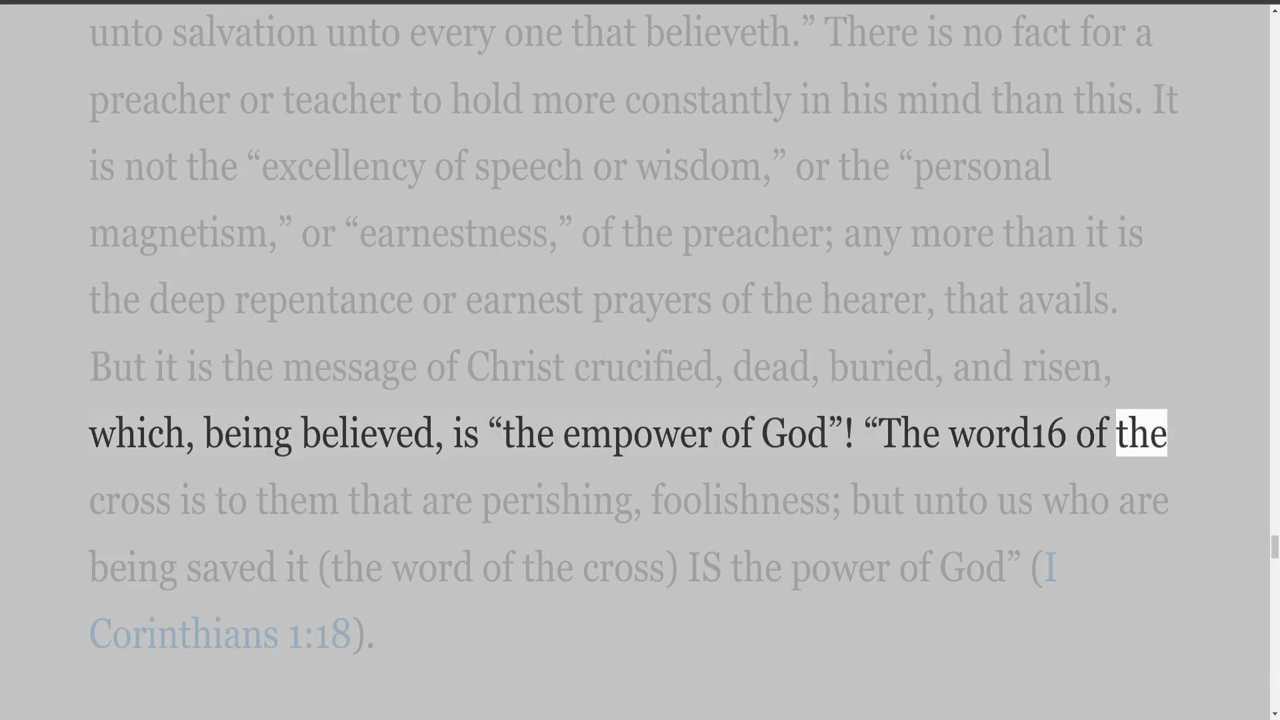 unto salvation unto every one that believeth.” There is no fact for a
preacher or teacher to hold more constantly in his mind than this. It
is not the “excellency of speech or wisdom,” or the “personal
magnetism,” or “earnestness,” of the preacher; any more than it is
the deep repentance or earnest prayers of the hearer, that avails.
But it is the message of Christ crucified, dead, buried, and risen,
which, being believed, is “the empower of God”! “The word16 of the
cross is to them that are perishing, foolishness; but unto us who are
being saved it (the word of the cross) IS the power of God” (I
Corinthians 1:18).